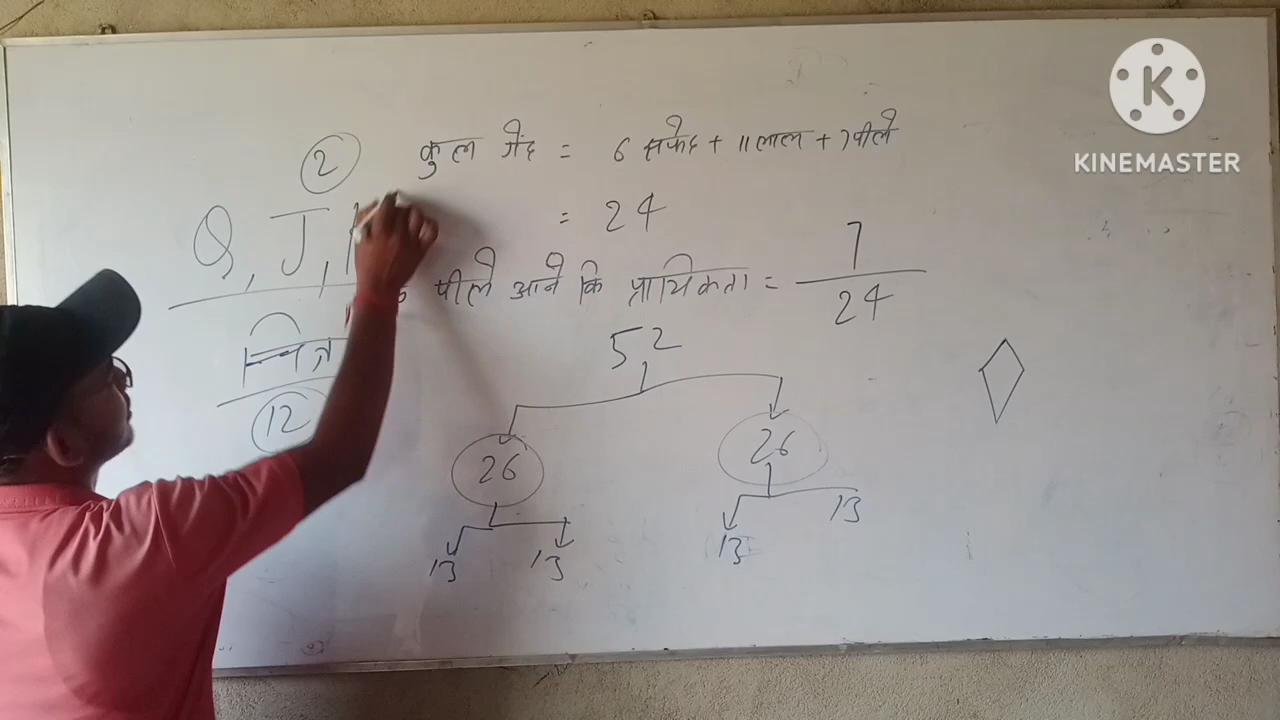 2
कुल गेंद = 6 सफेद + 11 लाल + 7 पीले
= 24
Q, J, K
पीले आने कि प्रायिकता = 7/24
चित्र
12
52
26 26
13 13 13 13
K
KINEMASTER